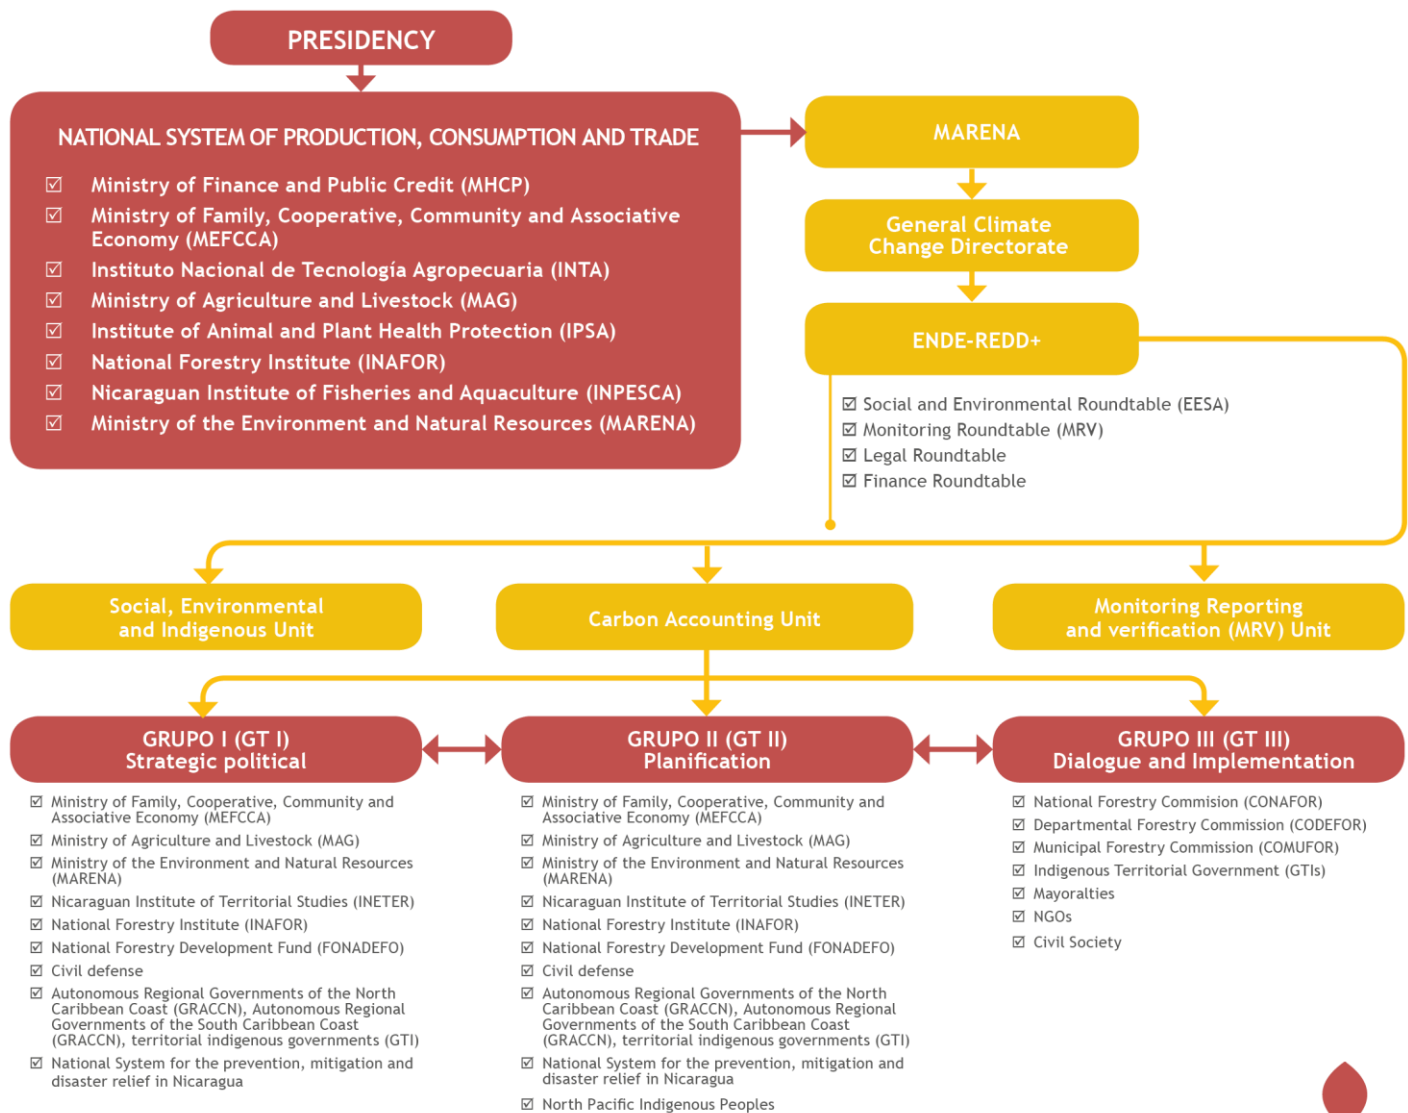 PRESIDENCY
NATIONAL SYSTEM OF PRODUCTION, CONSUMPTION AND TRADE
☑ Ministry of Finance and Public Credit (MHCP)
☑ Ministry of Family, Cooperative, Community and Associative
Economy (MEFCCA)
☑ Instituto Nacional de Tecnología Agropecuaria (INTA)
☑ Ministry of Agriculture and Livestock (MAG)
☑ Institute of Animal and Plant Health Protection (IPSA)
☑ National Forestry Institute (INAFOR)
☑ Nicaraguan Institute of Fisheries and Aquaculture (INPESCA)
☑ Ministry of the Environment and Natural Resources (MARENA)
MARENA
General Climate
Change Directorate
ENDE-REDD+
☑ Social and Environmental Roundtable (EESA)
☑ Monitoring Roundtable (MRV)
☑ Legal Roundtable
☑ Finance Roundtable
Social, Environmental
and Indigenous Unit
Carbon Accounting Unit
Monitoring Reporting
and verification (MRV) Unit
GRUPO I (GT I)
Strategic political
☑ Ministry of Family, Cooperative, Community and
Associative Economy (MEFCCA)
☑ Ministry of Agriculture and Livestock (MAG)
☑ Ministry of the Environment and Natural Resources
(MARENA)
☑ Nicaraguan Institute of Territorial Studies (INETER)
☑ National Forestry Institute (INAFOR)
☑ National Forestry Development Fund (FONADEFO)
☑ Civil defense
☑ Autonomous Regional Governments of the North
Caribbean Coast (GRACCN), Autonomous Regional
Governments of the South Caribbean Coast
(GRACCN), territorial indigenous governments (GTI)
☑ National System for the prevention, mitigation and
disaster relief in Nicaragua
GRUPO II (GT II)
Planification
☑ Ministry of Family, Cooperative, Community and
Associative Economy (MEFCCA)
☑ Ministry of Agriculture and Livestock (MAG)
☑ Ministry of the Environment and Natural Resources
(MARENA)
☑ Nicaraguan Institute of Territorial Studies (INETER)
☑ National Forestry Institute (INAFOR)
☑ National Forestry Development Fund (FONADEFO)
☑ Civil defense
☑ Autonomous Regional Governments of the North
Caribbean Coast (GRACCN), Autonomous Regional
Governments of the South Caribbean Coast
(GRACCN), territorial indigenous governments (GTI)
☑ National System for the prevention, mitigation and
disaster relief in Nicaragua
☑ North Pacific Indigenous Peoples
GRUPO III (GT III)
Dialogue and Implementation
☑ National Forestry Commision (CONAFOR)
☑ Departmental Forestry Commission (CODEFOR)
☑ Municipal Forestry Commission (COMUFOR)
☑ Indigenous Territorial Government (GTIs)
☑ Mayoralties
☑ NGOs
☑ Civil Society